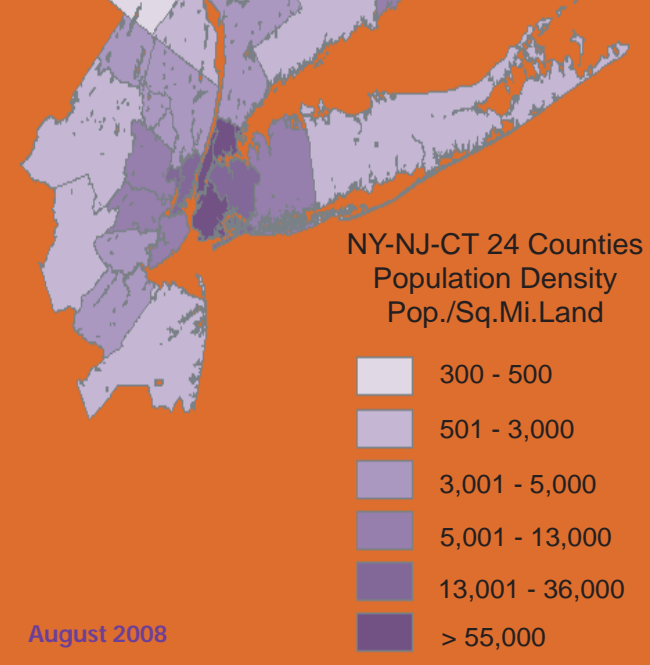 NY-NJ-CT 24 Counties
Population Density
Pop./Sq.Mi.Land
300 - 500
501 - 3,000
3,001 - 5,000
5,001 - 13,000
13,001 - 36,000
> 55,000
August 2008